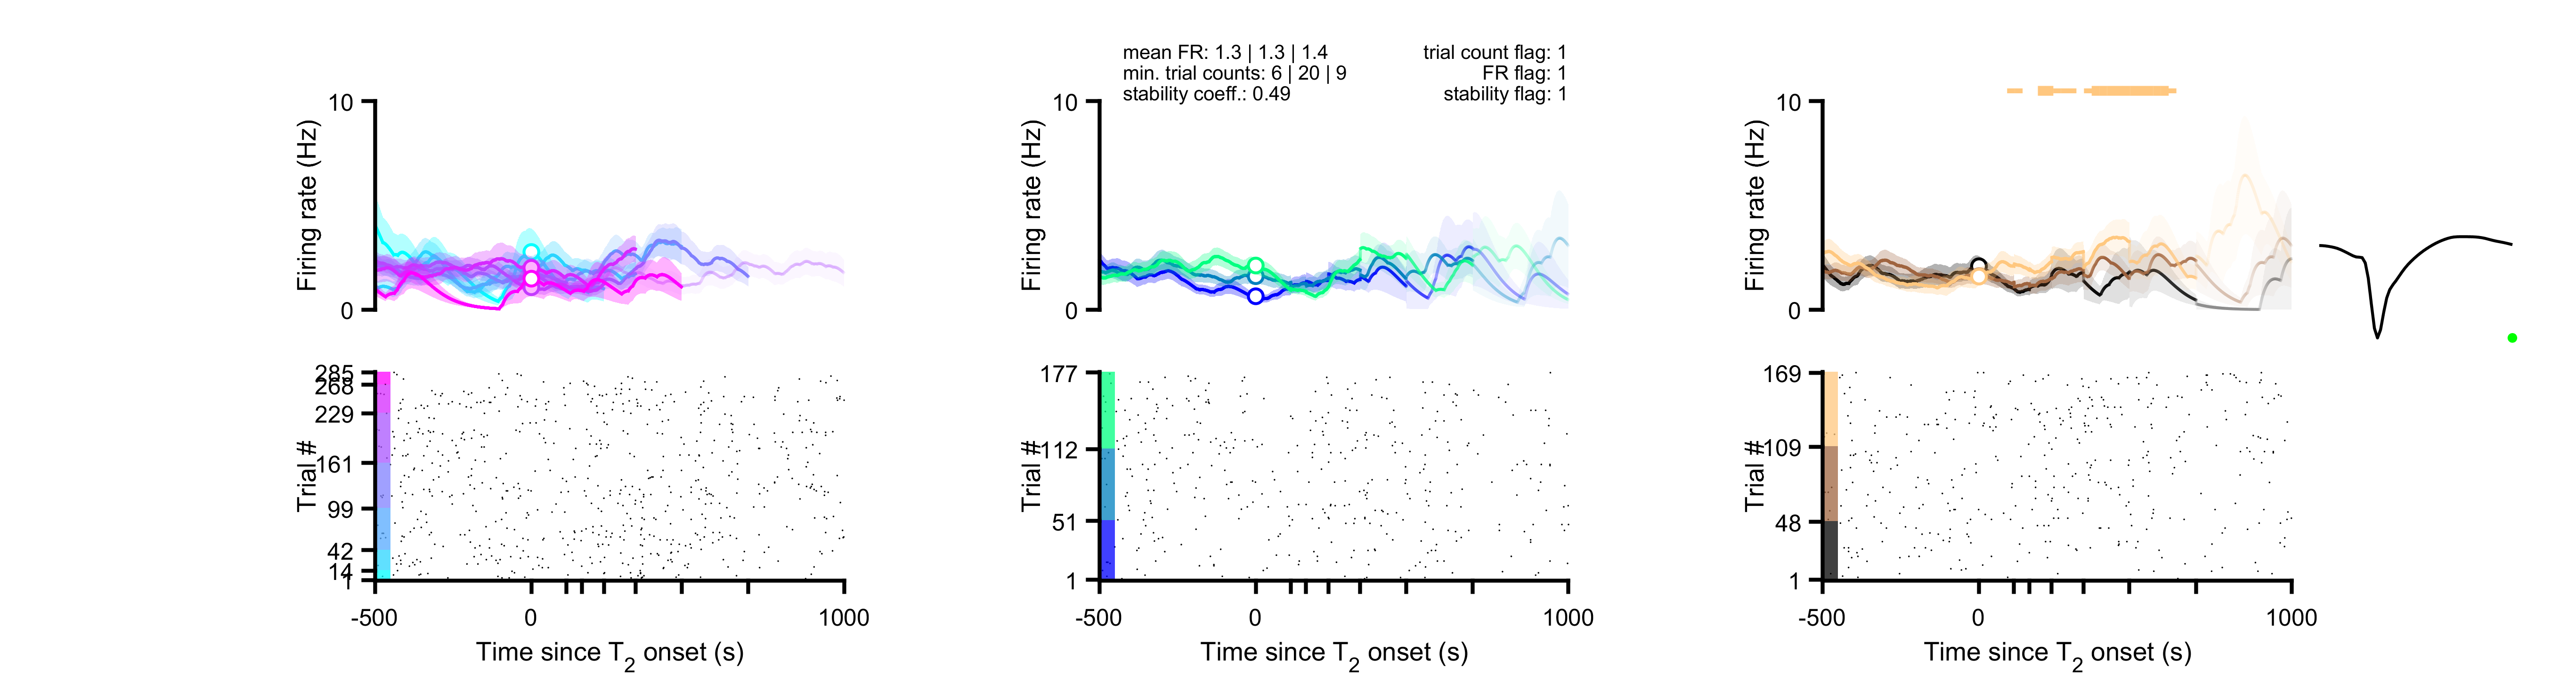 mean FR: 1.3 | 1.3 | 1.4
min. trial counts: 6 | 20 | 9
stability coeff.: 0.49
trial count flag: 1
FR flag: 1
stability flag: 1
10
0
Firing rate (Hz)
10
0
Firing rate (Hz)
10
0
Firing rate (Hz)
285
268
229
161
99
42
14
1
Trial #
-500
0
1000
Time since T2 onset (s)
177
112
51
1
Trial #
-500
0
1000
Time since T2 onset (s)
169
109
48
1
Trial #
-500
0
1000
Time since T2 onset (s)